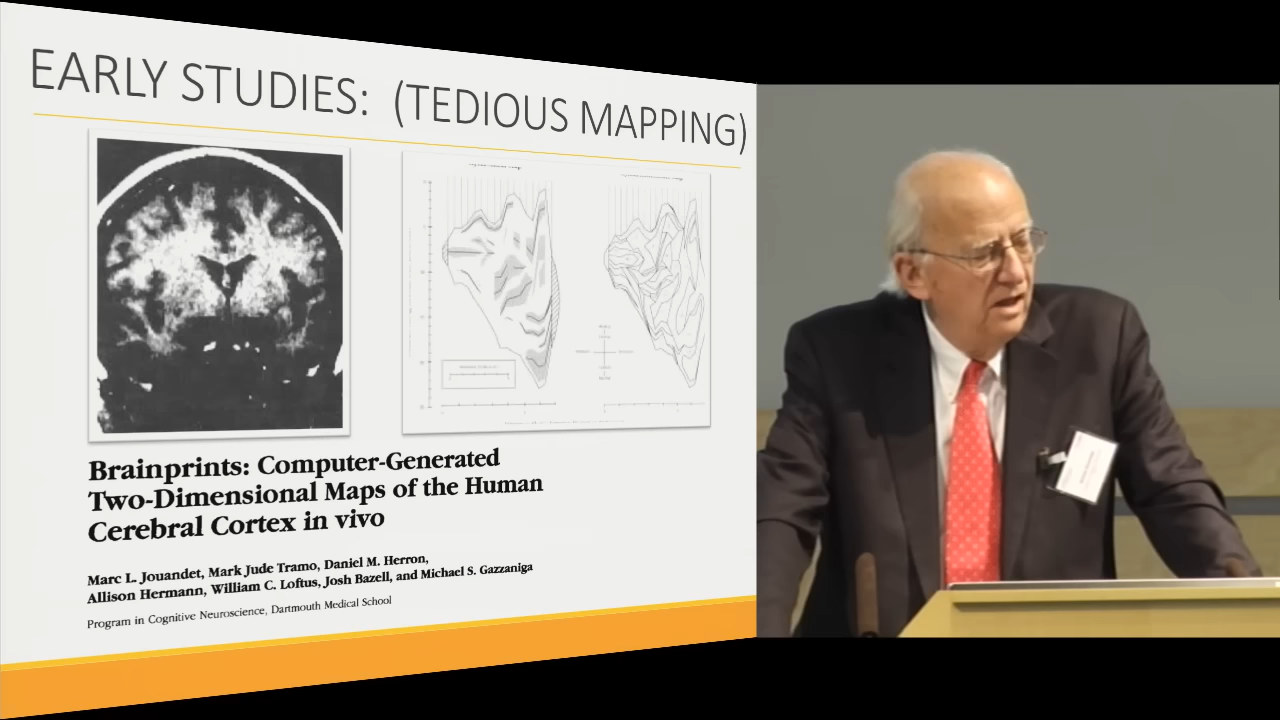 EARLY STUDIES: (TEDIOUS MAPPING)
Brainprints: Computer-Generated
Two-Dimensional Maps of the Human
Cerebral Cortex in vivo
Marc L. Jouandet, Mark Jude Tramo, Daniel M. Herron,
Allison Hermann, William C. Loftus, Josh Bazell, and Michael S. Gazzaniga
Program in Cognitive Neuroscience, Dartmouth Medical School